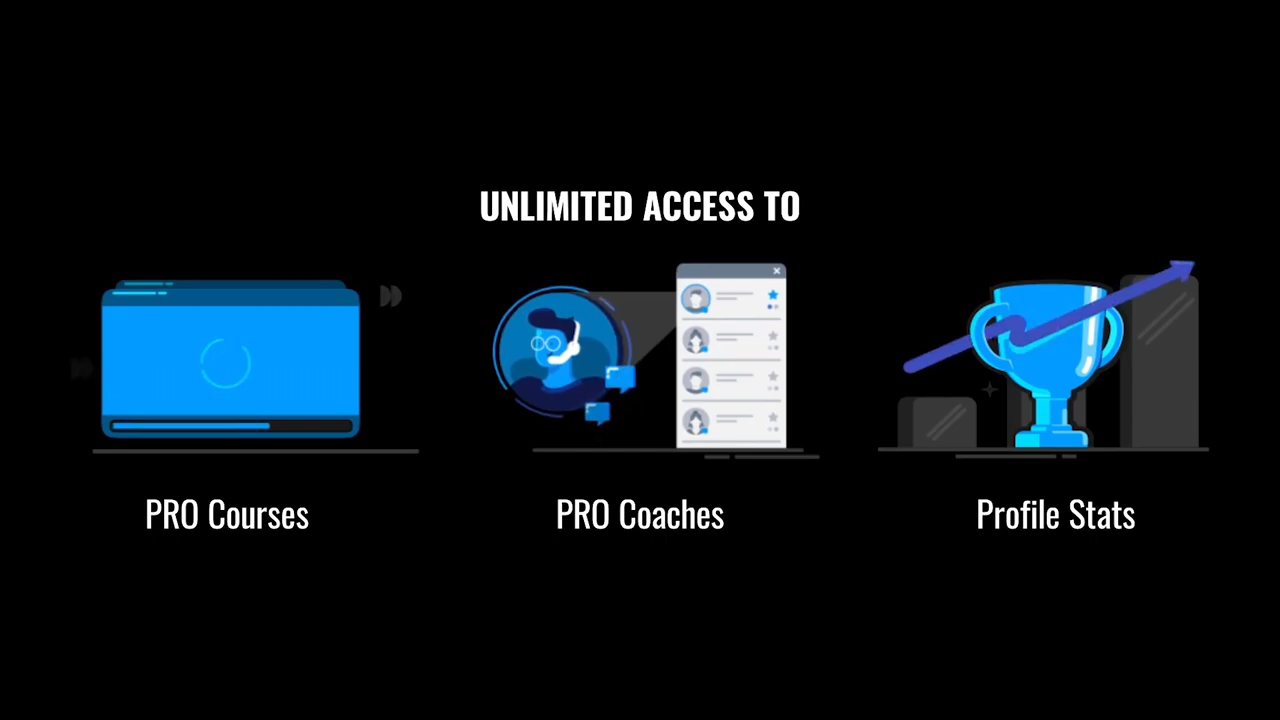 UNLIMITED ACCESS TO
PRO Courses
PRO Coaches
Profile Stats